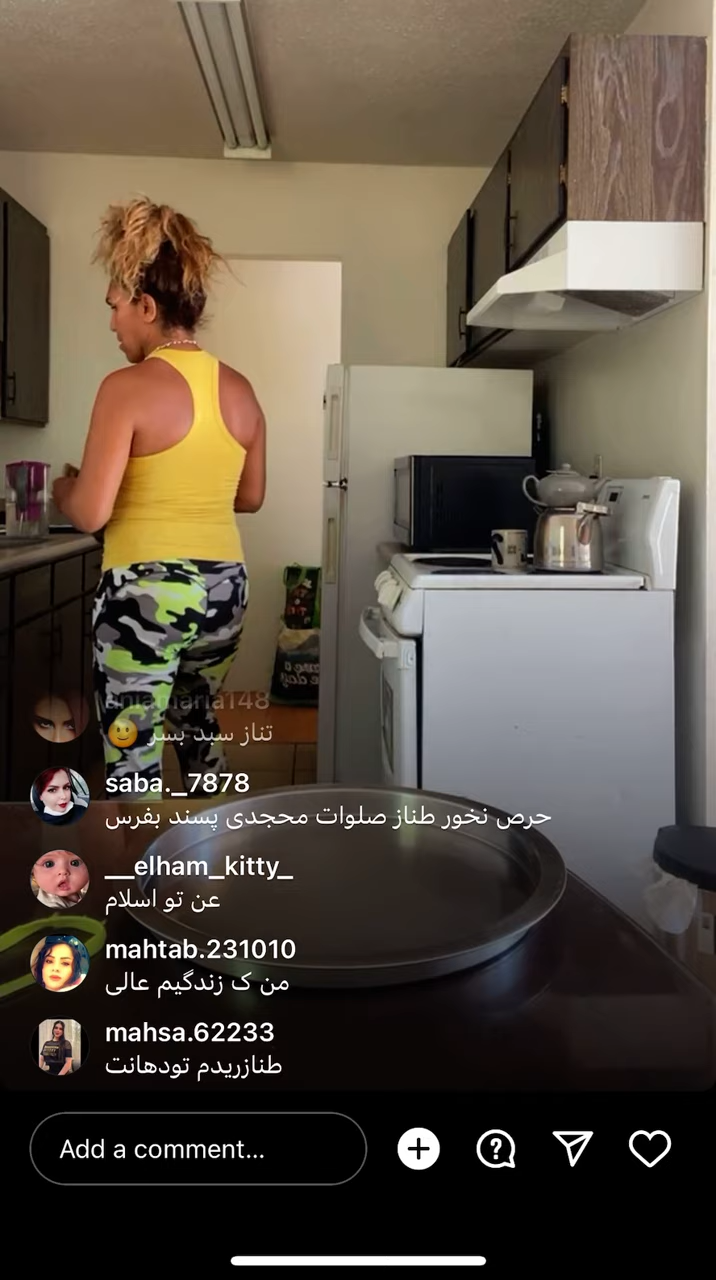 aniamaria148
تناز سبد بسر 🙂
saba._7878
حرص نخور طناز صلوات محجدی پسند بفرس
__elham_kitty_
عن تو اسلام
mahtab.231010
من ک زندگیم عالی
mahsa.62233
طنازریدم تودهانت
Add a comment...